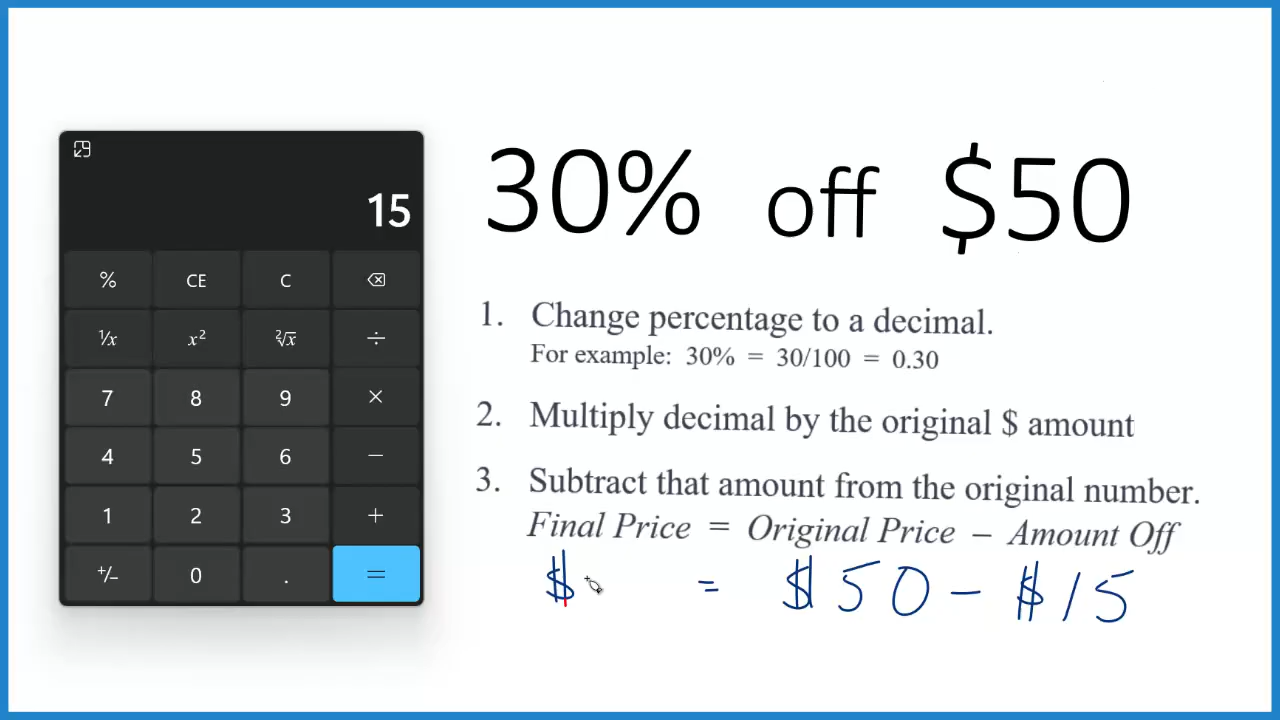 15
30% off $50
% CE C ⌫
1/x x² ²√x ÷
7 8 9 ×
4 5 6 −
1 2 3 +
+/− 0 . =
1. Change percentage to a decimal.
For example: 30% = 30/100 = 0.30
2. Multiply decimal by the original $ amount
3. Subtract that amount from the original number.
Final Price = Original Price – Amount Off
$ = $50 – $15